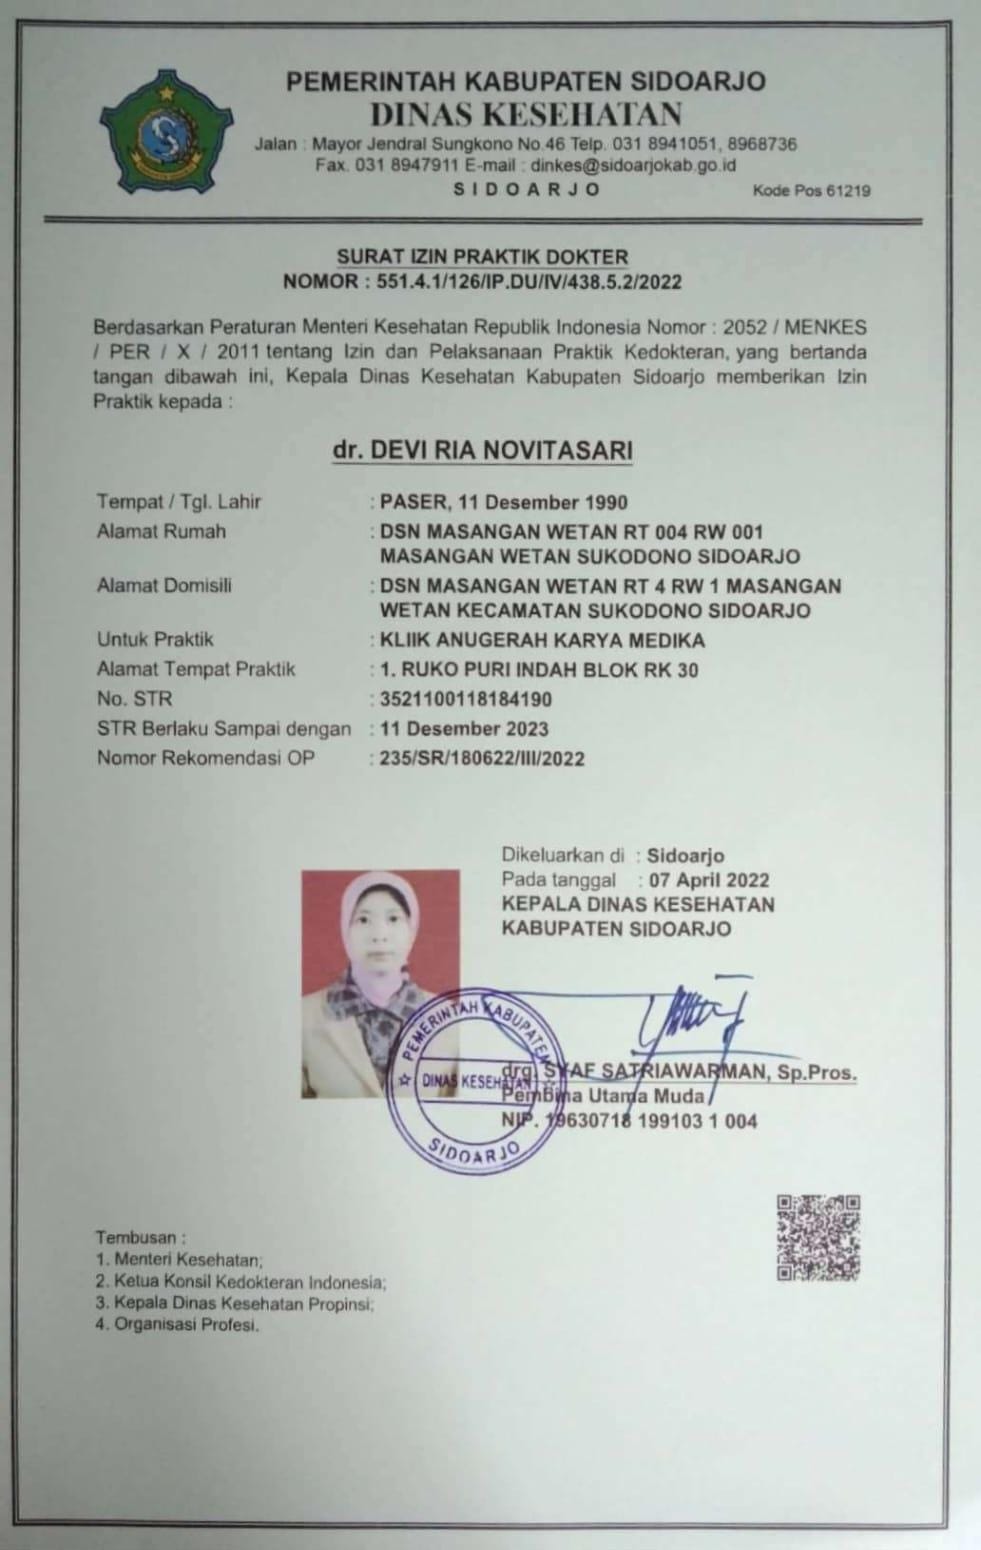 PEMERINTAH KABUPATEN SIDOARJO
DINAS KESEHATAN
Jalan : Mayor Jendral Sungkono No.46 Telp. 031 8941051, 8968736
Fax. 031 8947911 E-mail : dinkes@sidoarjokab.go.id
SIDOARJO Kode Pos 61219
SURAT IZIN PRAKTIK DOKTER
NOMOR : 551.4.1/126/IP.DU/IV/438.5.2/2022
Berdasarkan Peraturan Menteri Kesehatan Republik Indonesia Nomor : 2052 / MENKES
/ PER / X / 2011 tentang Izin dan Pelaksanaan Praktik Kedokteran, yang bertanda
tangan dibawah ini, Kepala Dinas Kesehatan Kabupaten Sidoarjo memberikan Izin
Praktik kepada :
dr. DEVI RIA NOVITASARI
Tempat / Tgl. Lahir : PASER, 11 Desember 1990
Alamat Rumah : DSN MASANGAN WETAN RT 004 RW 001
MASANGAN WETAN SUKODONO SIDOARJO
Alamat Domisili : DSN MASANGAN WETAN RT 4 RW 1 MASANGAN
WETAN KECAMATAN SUKODONO SIDOARJO
Untuk Praktik : KLIIK ANUGERAH KARYA MEDIKA
Alamat Tempat Praktik : 1. RUKO PURI INDAH BLOK RK 30
No. STR : 3521100118184190
STR Berlaku Sampai dengan : 11 Desember 2023
Nomor Rekomendasi OP : 235/SR/180622/III/2022
Dikeluarkan di : Sidoarjo
Pada tanggal : 07 April 2022
KEPALA DINAS KESEHATAN
KABUPATEN SIDOARJO
PEMERINTAH KABUPATEN
DINAS KESEHATAN
SIDOARJO
drg. SYAF SATRIAWARMAN, Sp.Pros.
Pembina Utama Muda
NIP. 19630718 199103 1 004
Tembusan :
1. Menteri Kesehatan;
2. Ketua Konsil Kedokteran Indonesia;
3. Kepala Dinas Kesehatan Propinsi;
4. Organisasi Profesi.